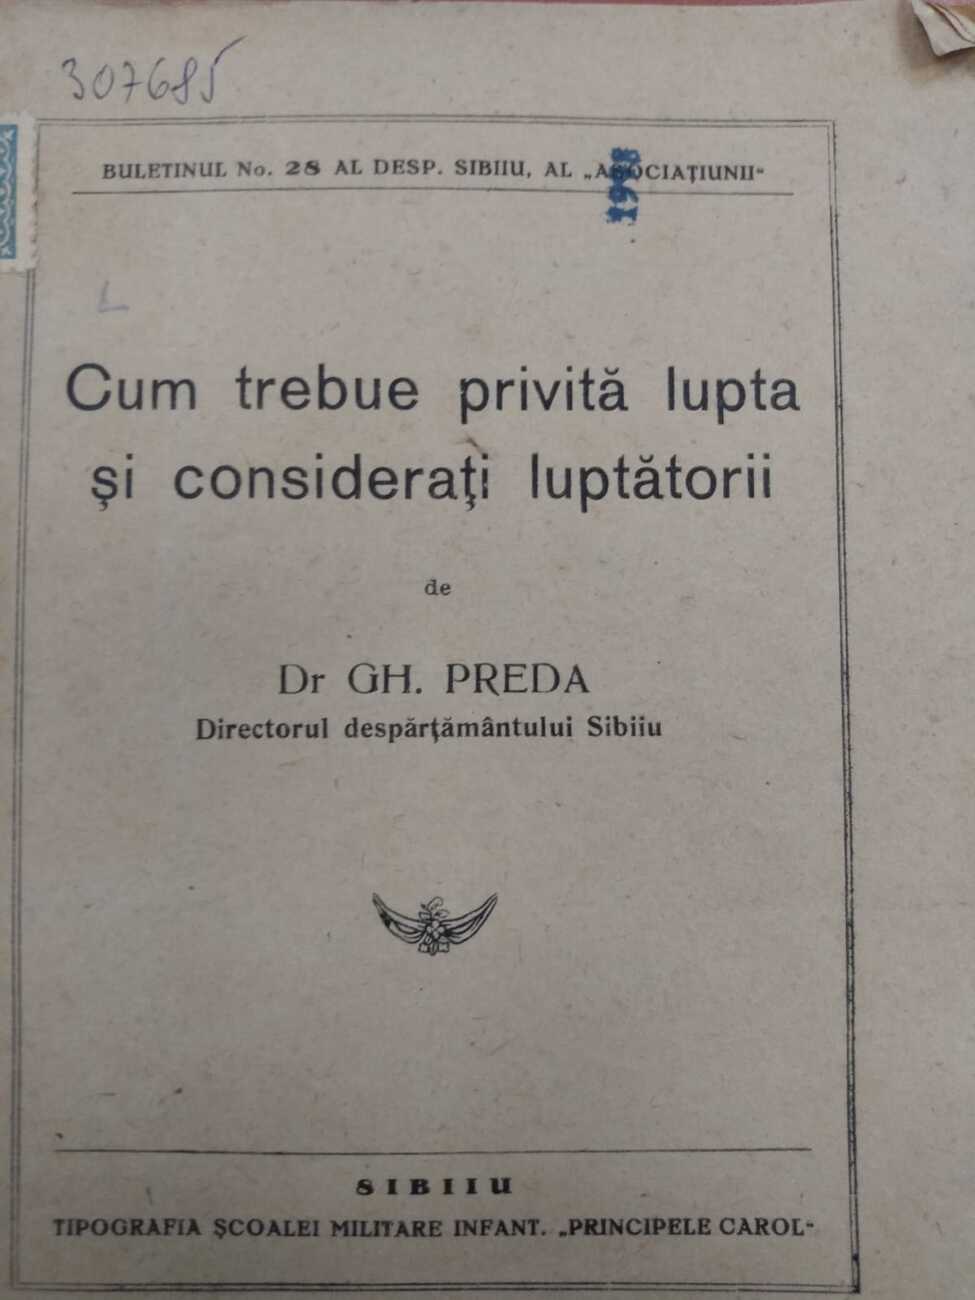 307685
BULETINUL No. 28 AL DESP. SIBIIU, AL „ASOCIAŢIUNII“
Cum trebue privită lupta
şi consideraţi luptătorii
de
Dr GH. PREDA
Directorul despărţământului Sibiiu
SIBIIU
TIPOGRAFIA ŞCOALEI MILITARE INFANT. „PRINCIPELE CAROL“